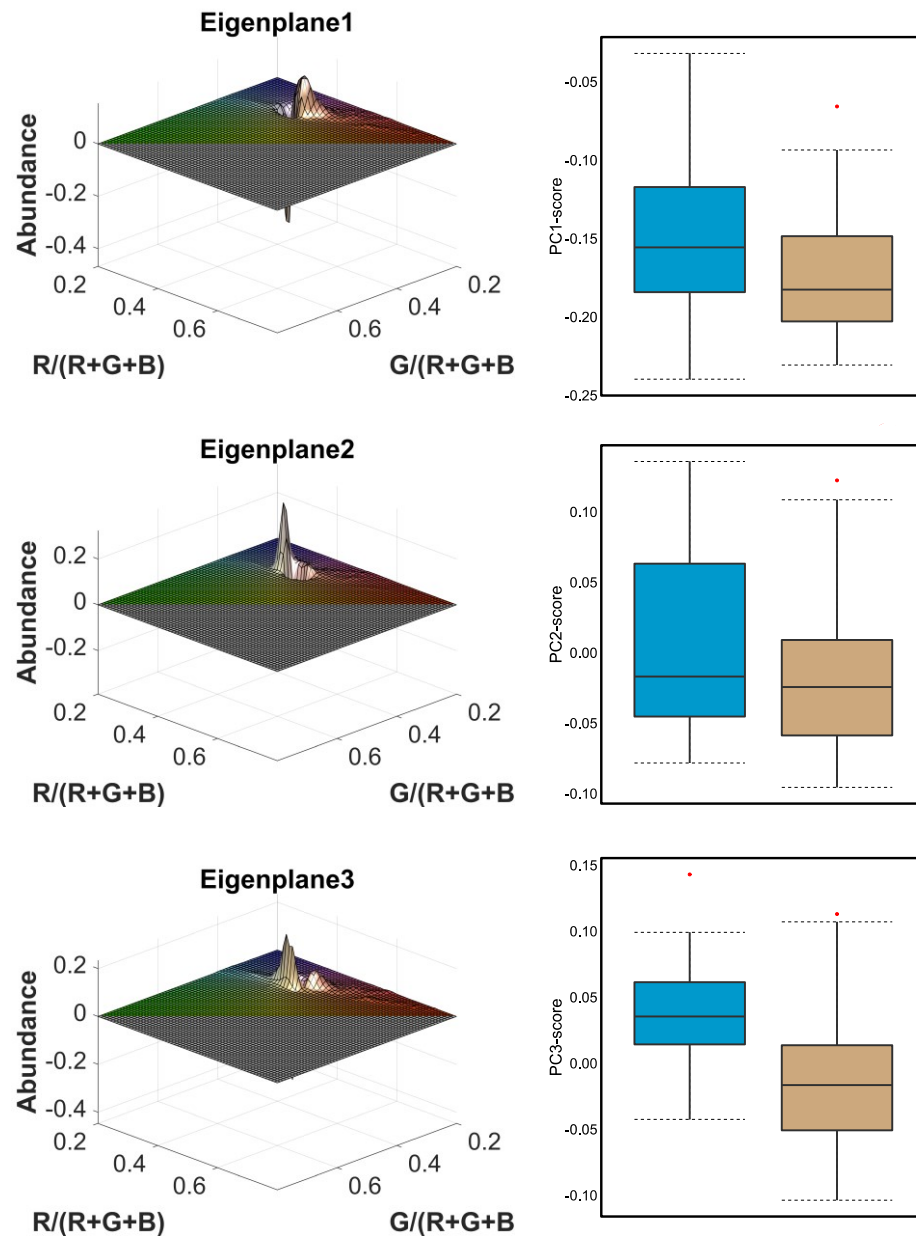 Eigenplane1
Abundance
0
-0.2
-0.4
0.2
0.4
0.6
R/(R+G+B)
0.2
0.4
0.6
G/(R+G+B
PC1-score
-0.05
-0.10
-0.15
-0.20
-0.25
Eigenplane2
Abundance
0.2
0
-0.2
0.2
0.4
0.6
R/(R+G+B)
0.2
0.4
0.6
G/(R+G+B
PC2-score
0.10
0.05
0.00
-0.05
-0.10
Eigenplane3
Abundance
0.2
0
-0.2
-0.4
0.2
0.4
0.6
R/(R+G+B)
0.2
0.4
0.6
G/(R+G+B
PC3-score
0.15
0.10
0.05
0.00
-0.05
-0.10